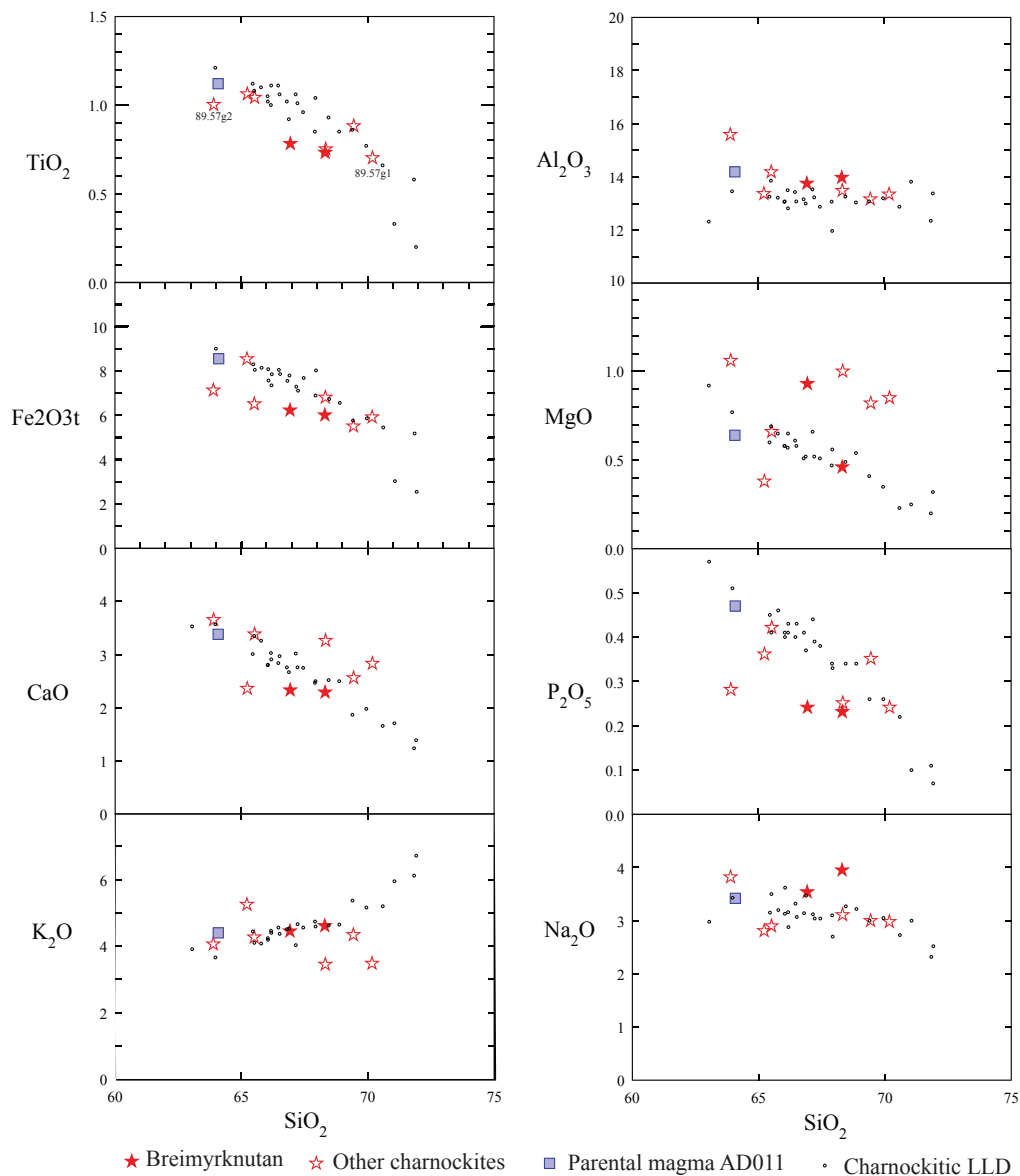 1.5
1.0
0.5
0.0
TiO2
89.57g2
89.57g1
20
18
16
14
12
10
Al2O3
10
8
6
4
2
0
Fe2O3t
1.0
0.5
0.0
MgO
4
3
2
1
0
CaO
0.5
0.4
0.3
0.2
0.1
0.0
P2O5
6
4
2
0
K2O
4
3
2
1
0
Na2O
60 65 70 75
SiO2
60 65 70 75
SiO2
Breimyrknutan Other charnockites Parental magma AD011 Charnockitic LLD